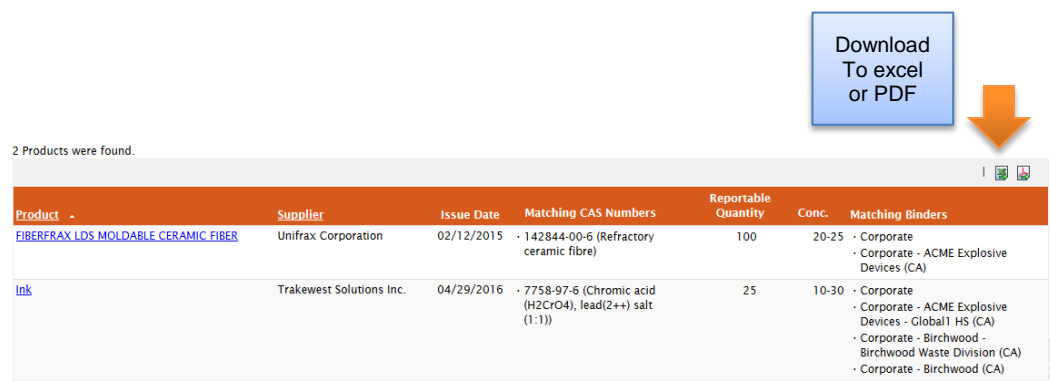 Download
To excel
or PDF
2 Products were found.
|
Product Supplier Issue Date Matching CAS Numbers Reportable Quantity Conc. Matching Binders
FIBERFRAX LDS MOLDABLE CERAMIC FIBER Unifrax Corporation 02/12/2015 · 142844-00-6 (Refractory 100 20-25 · Corporate
ceramic fibre) · Corporate - ACME Explosive
Devices (CA)
Ink Trakewest Solutions Inc. 04/29/2016 · 7758-97-6 (Chromic acid 25 10-30 · Corporate
(H2CrO4), lead(2++) salt · Corporate - ACME Explosive
(1:1)) Devices - Global1 HS (CA)
· Corporate - Birchwood -
Birchwood Waste Division (CA)
· Corporate - Birchwood (CA)